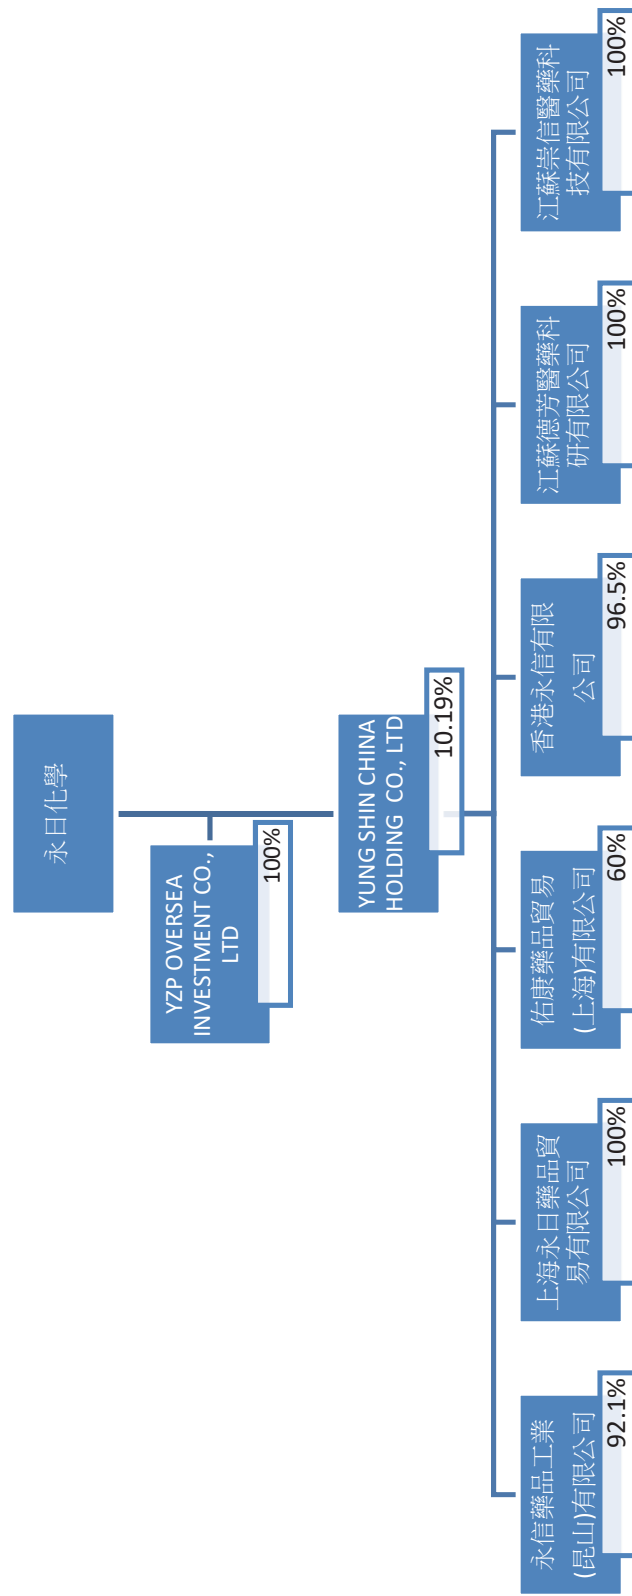 永日化學
YZP OVERSEA
INVESTMENT CO.,
LTD
100%
YUNG SHIN CHINA
HOLDING CO., LTD
10.19%
永信藥品工業
(昆山)有限公司
92.1%
上海永日藥品貿
易有限公司
100%
佑康藥品貿易
(上海)有限公司
60%
香港永信有限
公司
96.5%
江蘇德芳醫藥科
研有限公司
100%
江蘇崇信醫藥科
技有限公司
100%